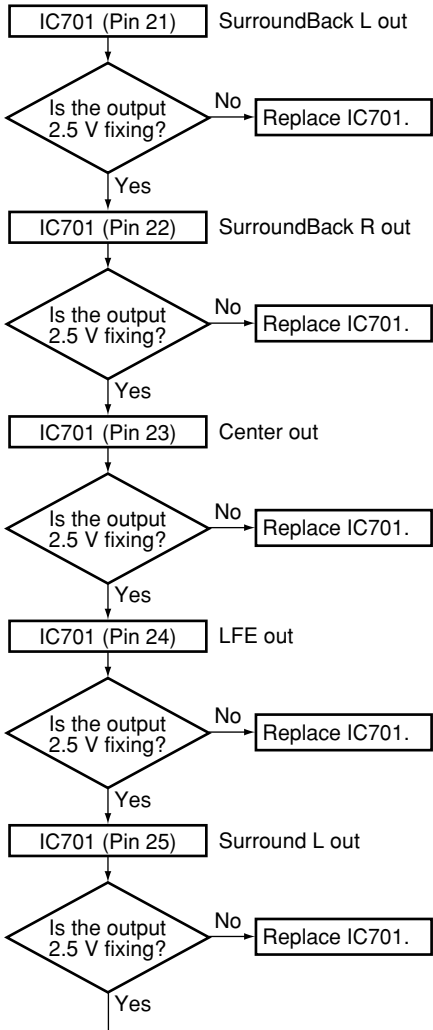 IC701 (Pin 21) SurroundBack L out
Is the output
2.5 V fixing?
No
Replace IC701.
Yes
IC701 (Pin 22) SurroundBack R out
Is the output
2.5 V fixing?
No
Replace IC701.
Yes
IC701 (Pin 23) Center out
Is the output
2.5 V fixing?
No
Replace IC701.
Yes
IC701 (Pin 24) LFE out
Is the output
2.5 V fixing?
No
Replace IC701.
Yes
IC701 (Pin 25) Surround L out
Is the output
2.5 V fixing?
No
Replace IC701.
Yes